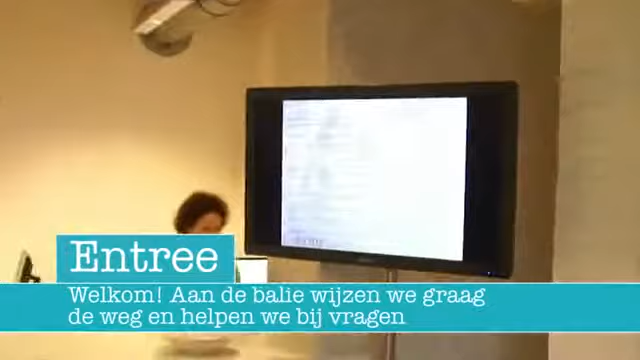 Entree
Welkom! Aan de balie wijzen we graag
de weg en helpen we bij vragen